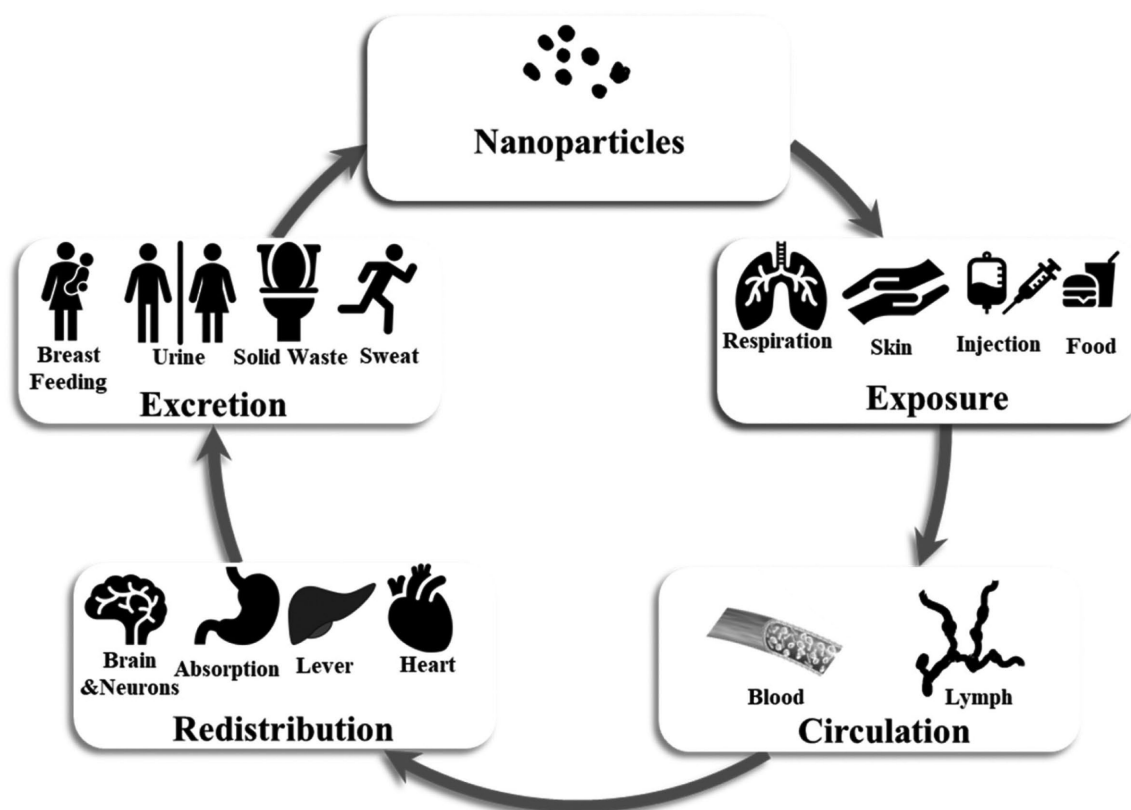 Nanoparticles
Respiration
Skin
Injection
Food
Exposure
Breast
Feeding
Urine
Solid Waste
Sweat
Excretion
Brain
&Neurons
Absorption
Lever
Heart
Redistribution
Blood
Lymph
Circulation